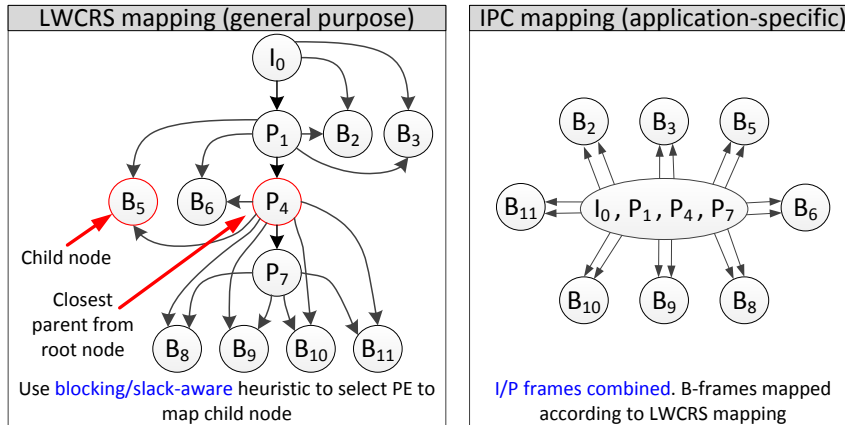 LWCRS mapping (general purpose)
I0
P1
B2
B3
B5
B6
P4
Child node
Closest
parent from
root node
P7
B8
B9
B10
B11
Use blocking/slack-aware heuristic to select PE to
map child node
IPC mapping (application-specific)
B2
B3
B5
B11
I0 , P1 , P4 , P7
B6
B10
B9
B8
I/P frames combined. B-frames mapped
according to LWCRS mapping